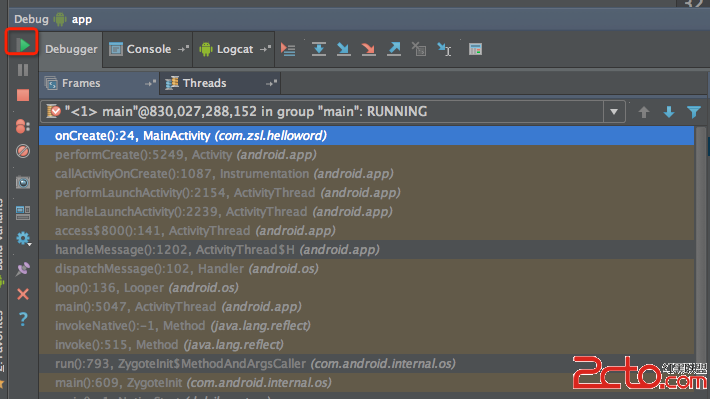 32
Debug app
Debugger Console Logcat
Frames Threads
"<1> main"@830,027,288,152 in group "main": RUNNING
onCreate():24, MainActivity (com.zsl.helloword)
performCreate():5249, Activity (android.app)
callActivityOnCreate():1087, Instrumentation (android.app)
performLaunchActivity():2154, ActivityThread (android.app)
handleLaunchActivity():2239, ActivityThread (android.app)
access$800():141, ActivityThread (android.app)
handleMessage():1202, ActivityThread$H (android.app)
dispatchMessage():102, Handler (android.os)
loop():136, Looper (android.os)
main():5047, ActivityThread (android.app)
invokeNative():-1, Method (java.lang.reflect)
invoke():515, Method (java.lang.reflect)
run():793, ZygoteInit$MethodAndArgsCaller (com.android.internal.os)
main():609, ZygoteInit (com.android.internal.os)
2cto.com